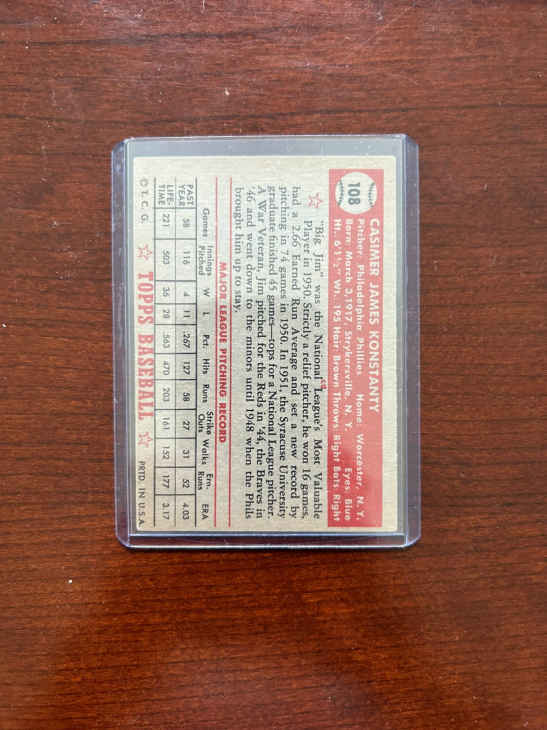 108
CASIMER JAMES KONSTANTY
Pitcher: Philadelphia Phillies Home: Worcester, N. Y.
Born: March 2, 1917, Strykersville, N. Y. Eyes: Blue
Ht. 6'1½" Wt. 195 Hair: Brown Throws: Right Bats: Right
"Big Jim" was the National League's Most Valuable
Player in 1950. Strictly a relief pitcher, he won 16 games,
had a 2.66 Earned Run Average and set a new record by
pitching in 74 games in 1950. In 1951, the Syracuse University
graduate finished 45 games—tops for a National League pitcher.
A War Veteran, Jim pitched for the Reds in '44, the Braves in
'46 and went down to the minors until 1948 when the Phils
brought him up to stay.
MAJOR LEAGUE PITCHING RECORD
Games Innings Pitched W L Pct. Hits Runs Strike Outs Walks Ern. Runs ERA
PAST YEAR 58 116 4 11 .267 127 58 27 31 52 4.03
LIFE-TIME 221 503 36 28 .563 470 203 161 152 177 3.17
© T. C. G. TOPPS BASEBALL PRTD. IN U.S.A.